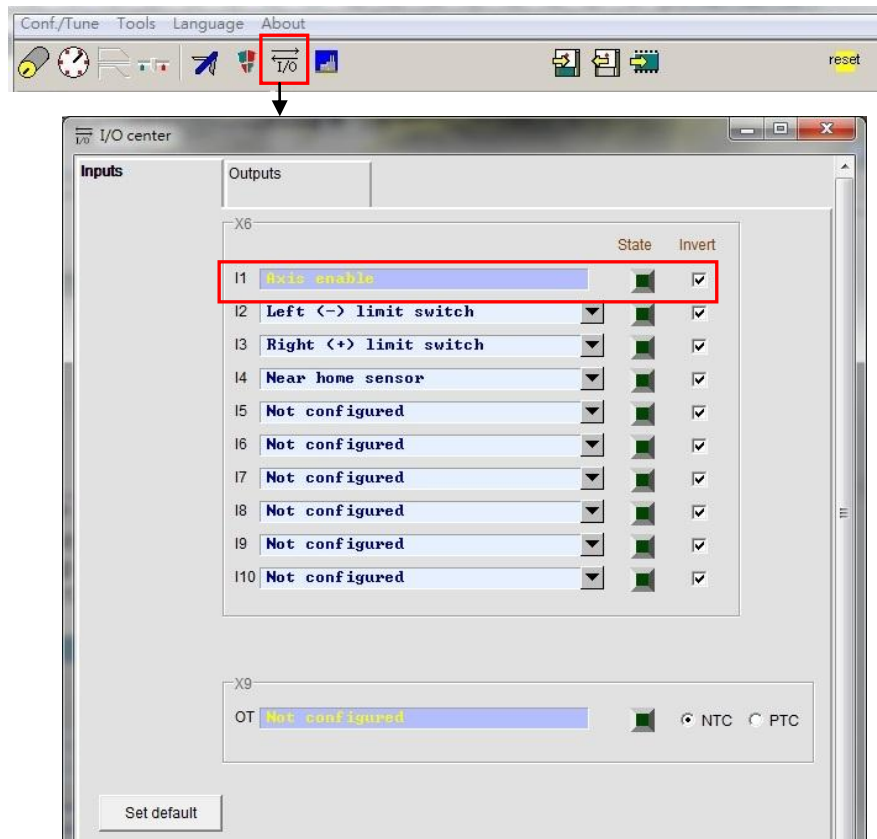 Conf./Tune Tools Language About
I/O
reset
I/O I/O center
Inputs Outputs
X6
State Invert
I1 Axis enable
I2 Left (-) limit switch
I3 Right (+) limit switch
I4 Near home sensor
I5 Not configured
I6 Not configured
I7 Not configured
I8 Not configured
I9 Not configured
I10 Not configured
X9
OT Not configured NTC PTC
Set default